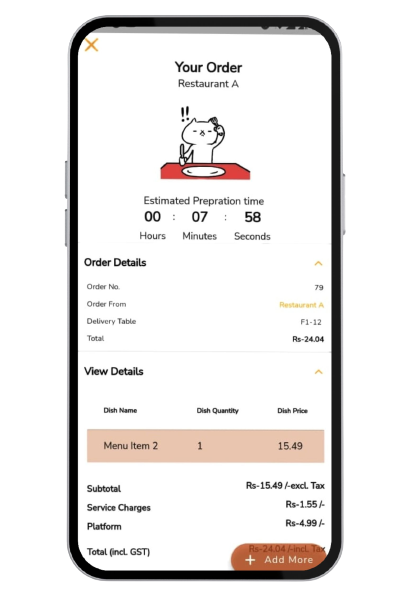 Your Order
Restaurant A
!!
Estimated Prepration time
00 : 07 : 58
Hours Minutes Seconds
Order Details
Order No. 79
Order From Restaurant A
Delivery Table F1-12
Total Rs-24.04
View Details
Dish Name Dish Quantity Dish Price
Menu Item 2 1 15.49
Subtotal Rs-15.49 /-excl. Tax
Service Charges Rs-1.55 /-
Platform Rs-4.99 /-
Total (incl. GST) Rs-24.04 /-incl. Tax
+ Add More